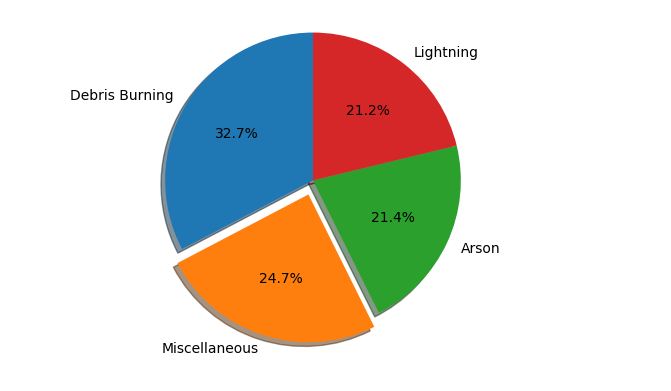 Lightning
Debris Burning
21.2%
32.7%
21.4%
Arson
24.7%
Miscellaneous